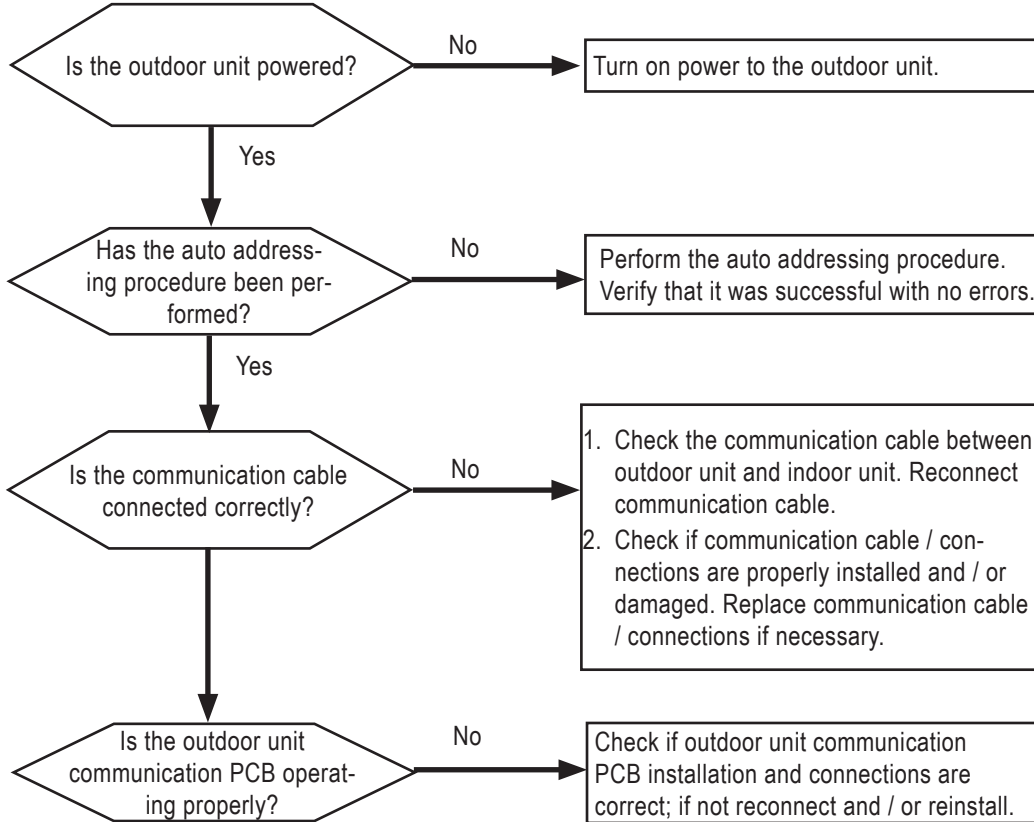 Is the outdoor unit powered?
No
Turn on power to the outdoor unit.
Yes
Has the auto address-
ing procedure been per-
formed?
No
Perform the auto addressing procedure.
Verify that it was successful with no errors.
Yes
Is the communication cable
connected correctly?
No
1. Check the communication cable between
outdoor unit and indoor unit. Reconnect
communication cable.
2. Check if communication cable / con-
nections are properly installed and / or
damaged. Replace communication cable
/ connections if necessary.
Is the outdoor unit
communication PCB operat-
ing properly?
No
Check if outdoor unit communication
PCB installation and connections are
correct; if not reconnect and / or reinstall.